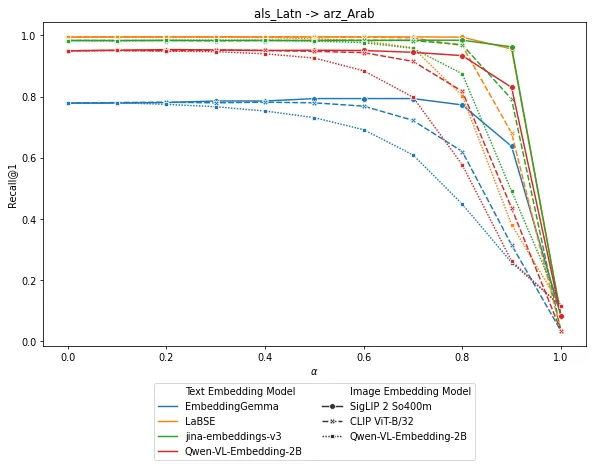 als_Latn -> arz_Arab
Recall@1
1.0
0.8
0.6
0.4
0.2
0.0
0.0 0.2 0.4 0.6 0.8 1.0
α
Text Embedding Model
EmbeddingGemma
LaBSE
jina-embeddings-v3
Qwen-VL-Embedding-2B
Image Embedding Model
SigLIP 2 So400m
CLIP ViT-B/32
Qwen-VL-Embedding-2B